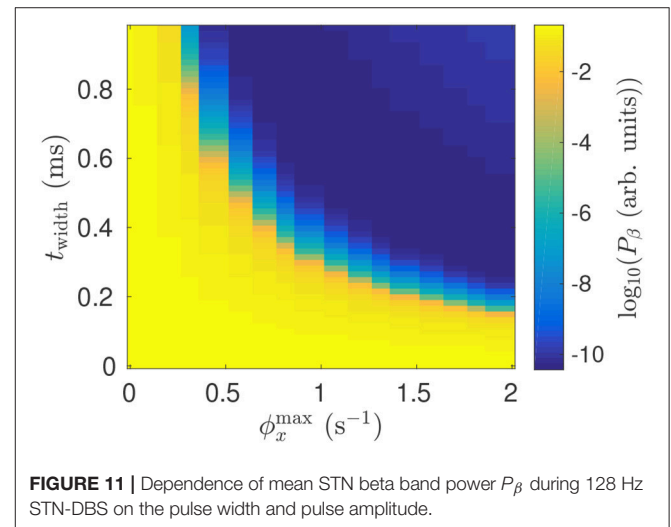 0.8
0.6
0.4
0.2
0
t_width (ms)
0 0.5 1 1.5 2
ϕ_x^max (s⁻¹)
-2
-4
-6
-8
-10
log₁₀(P_β (arb. units))
FIGURE 11 | Dependence of mean STN beta band power P_β during 128 Hz
STN-DBS on the pulse width and pulse amplitude.